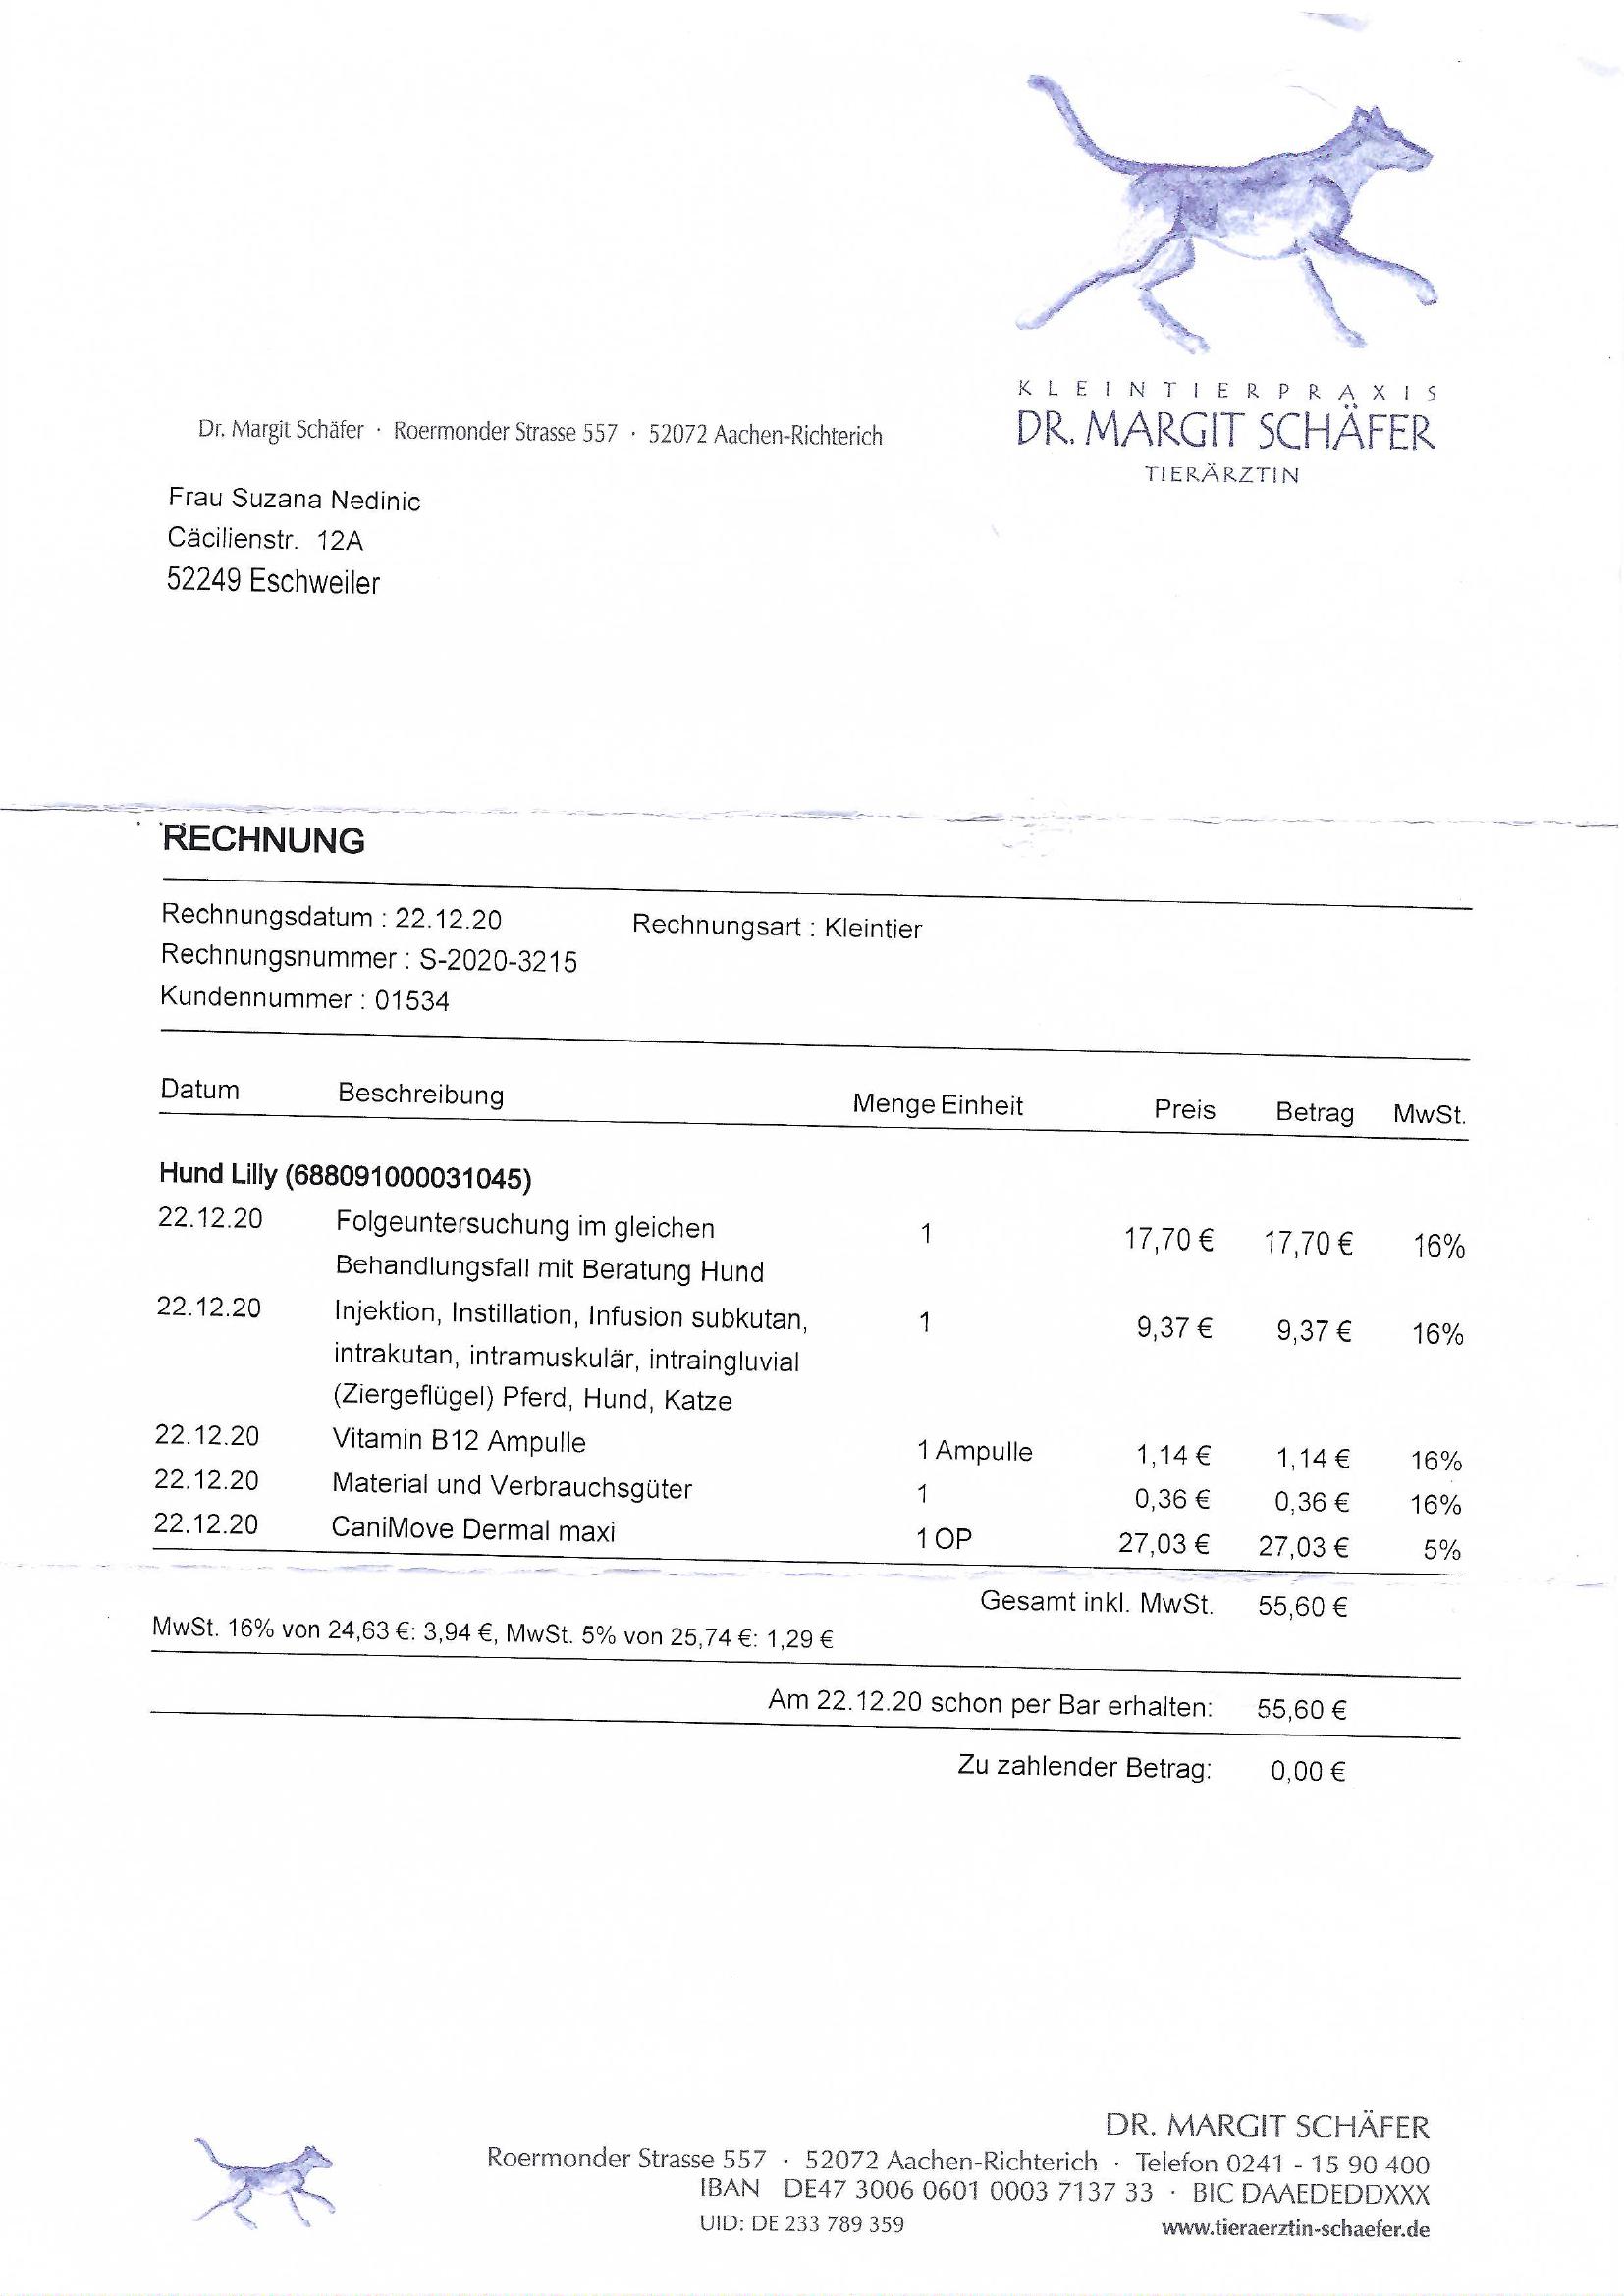 KLEINTIERPRAXIS
DR. MARGIT SCHÄFER
TIERÄRZTIN
Dr. Margit Schäfer · Roermonder Strasse 557 · 52072 Aachen-Richterich
Frau Suzana Nedinic
Cäcilienstr. 12A
52249 Eschweiler
RECHNUNG
Rechnungsdatum : 22.12.20 Rechnungsart : Kleintier
Rechnungsnummer : S-2020-3215
Kundennummer : 01534
Datum Beschreibung Menge Einheit Preis Betrag MwSt.
Hund Lilly (688091000031045)
22.12.20 Folgeuntersuchung im gleichen 1 17,70 € 17,70 € 16%
Behandlungsfall mit Beratung Hund
22.12.20 Injektion, Instillation, Infusion subkutan, 1 9,37 € 9,37 € 16%
intrakutan, intramuskulär, intraingluvial
(Ziergeflügel) Pferd, Hund, Katze
22.12.20 Vitamin B12 Ampulle 1 Ampulle 1,14 € 1,14 € 16%
22.12.20 Material und Verbrauchsgüter 1 0,36 € 0,36 € 16%
22.12.20 CaniMove Dermal maxi 1 OP 27,03 € 27,03 € 5%
Gesamt inkl. MwSt. 55,60 €
MwSt. 16% von 24,63 €: 3,94 €, MwSt. 5% von 25,74 €: 1,29 €
Am 22.12.20 schon per Bar erhalten: 55,60 €
Zu zahlender Betrag: 0,00 €
DR. MARGIT SCHÄFER
Roermonder Strasse 557 · 52072 Aachen-Richterich · Telefon 0241 - 15 90 400
IBAN DE47 3006 0601 0003 7137 33 · BIC DAAEDEDDXXX
UID: DE 233 789 359 www.tieraerztin-schaefer.de